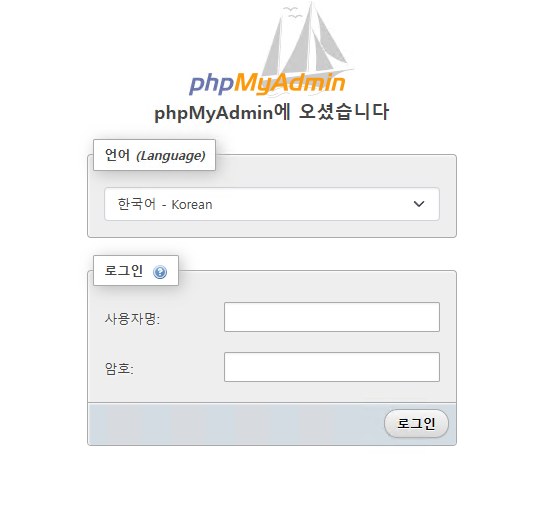 phpMyAdmin
phpMyAdmin에 오셨습니다
언어 (Language)
한국어 - Korean
로그인
사용자명:
암호:
로그인